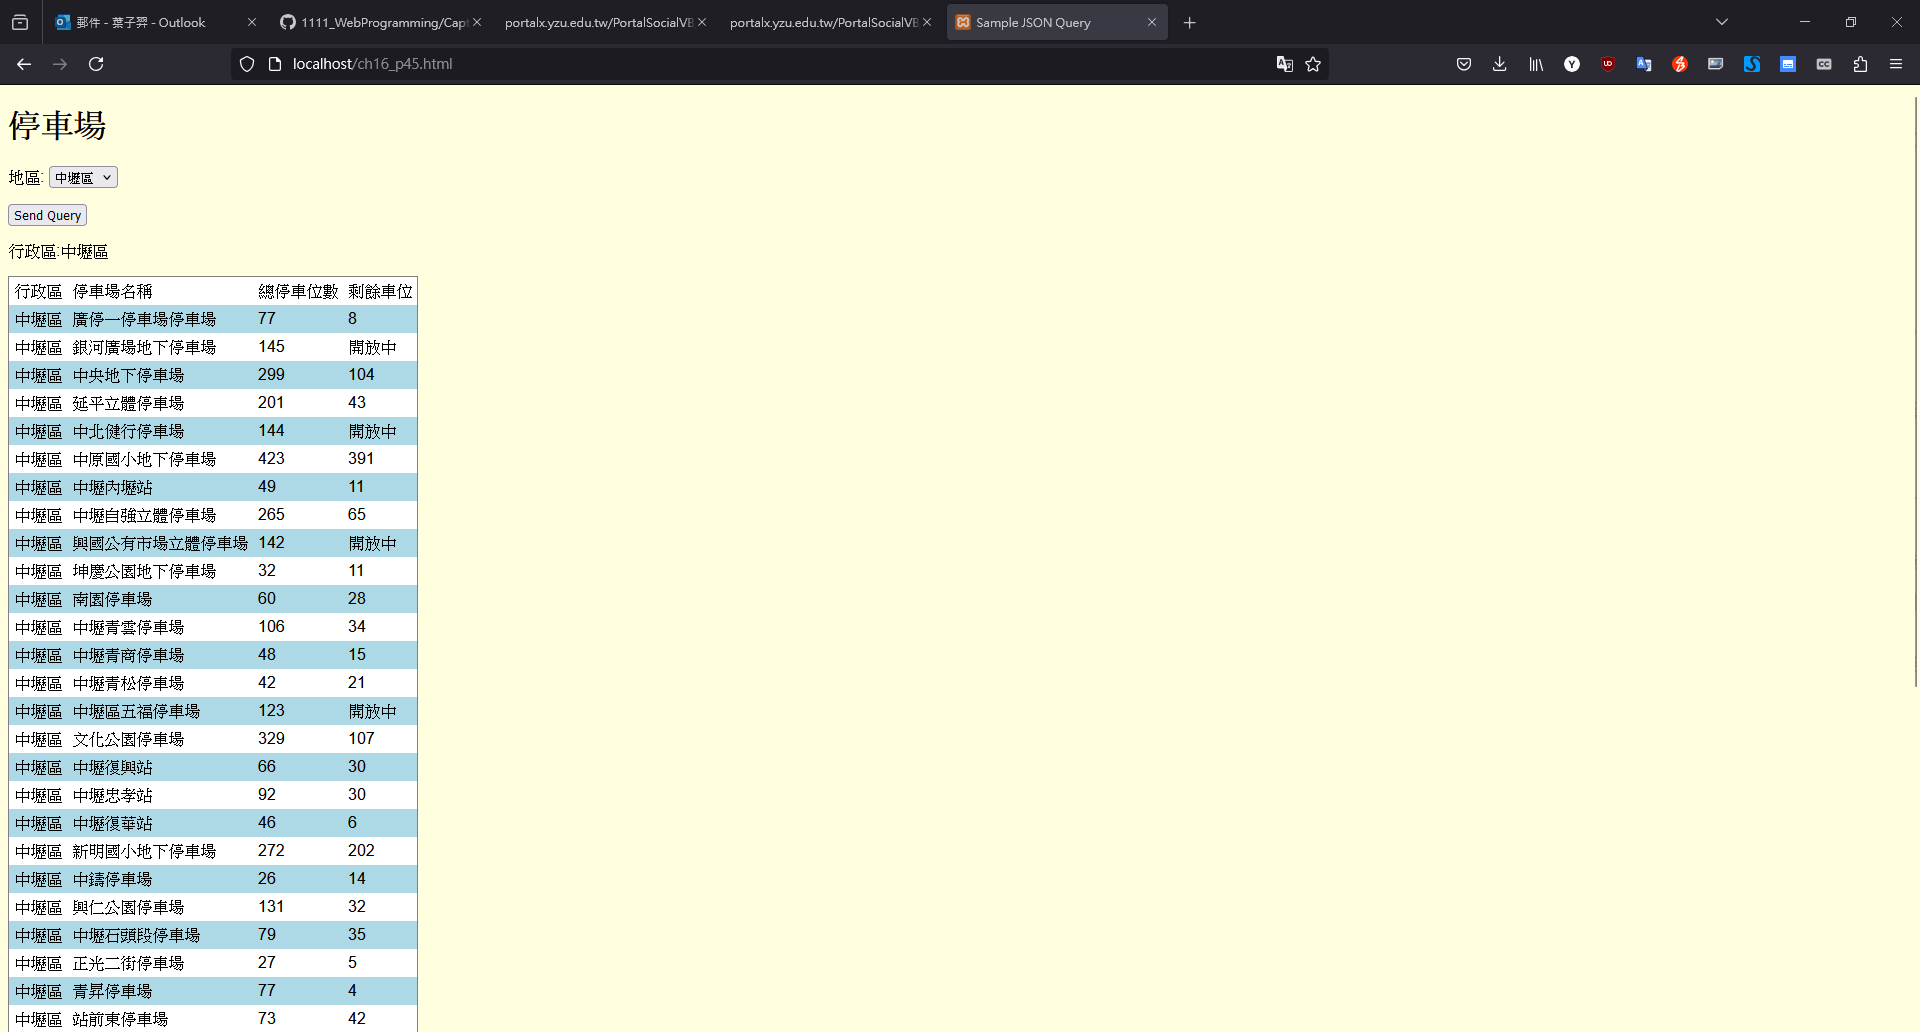 郵件 - 葉子羿 - Outlook
1111_WebProgramming/Capt
portalx.yzu.edu.tw/PortalSocialVB
portalx.yzu.edu.tw/PortalSocialVB
Sample JSON Query
localhost/ch16_p45.html
停車場
地區: 中壢區
Send Query
行政區:中壢區
行政區 停車場名稱 總停車位數 剩餘車位
中壢區 廣停一停車場停車場 77 8
中壢區 銀河廣場地下停車場 145 開放中
中壢區 中央地下停車場 299 104
中壢區 延平立體停車場 201 43
中壢區 中北健行停車場 144 開放中
中壢區 中原國小地下停車場 423 391
中壢區 中壢內壢站 49 11
中壢區 中壢自強立體停車場 265 65
中壢區 興國公有市場立體停車場 142 開放中
中壢區 坤慶公園地下停車場 32 11
中壢區 南園停車場 60 28
中壢區 中壢青雲停車場 106 34
中壢區 中壢青商停車場 48 15
中壢區 中壢青松停車場 42 21
中壢區 中壢區五福停車場 123 開放中
中壢區 文化公園停車場 329 107
中壢區 中壢復興站 66 30
中壢區 中壢忠孝站 92 30
中壢區 中壢復華站 46 6
中壢區 新明國小地下停車場 272 202
中壢區 中鑄停車場 26 14
中壢區 興仁公園停車場 131 32
中壢區 中壢石頭段停車場 79 35
中壢區 正光二街停車場 27 5
中壢區 青昇停車場 77 4
中壢區 站前東停車場 73 42